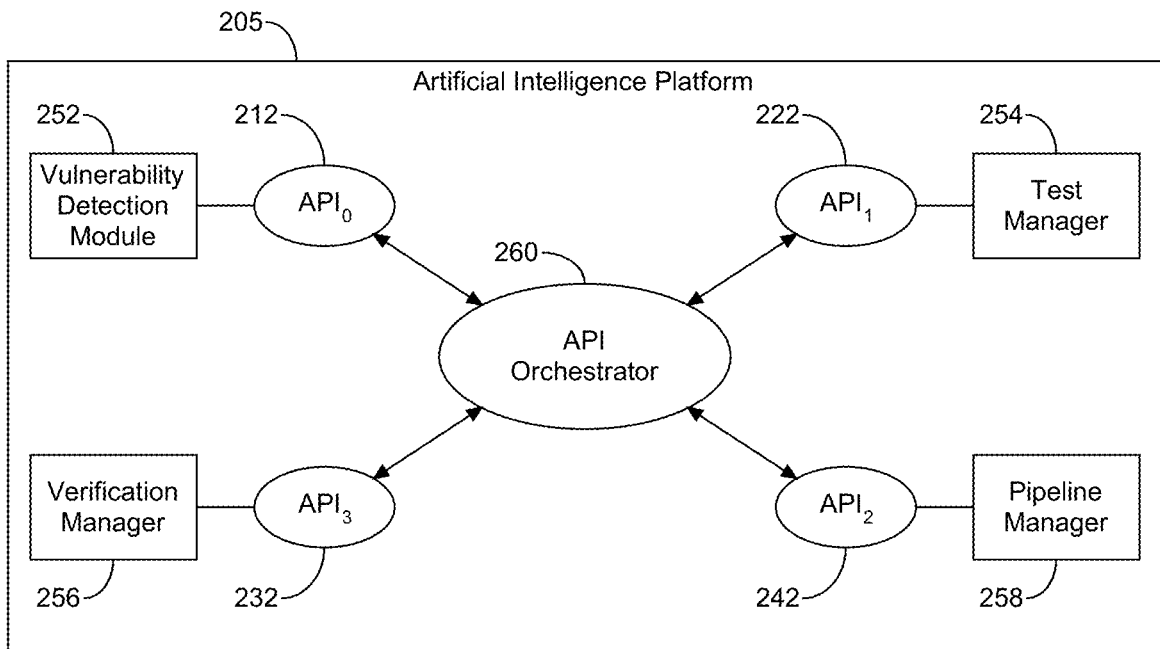 205
Artificial Intelligence Platform
252
212
222
254
Vulnerability
Detection
Module
API₀
API₁
Test
Manager
260
API
Orchestrator
Verification
Manager
API₃
API₂
Pipeline
Manager
256
232
242
258